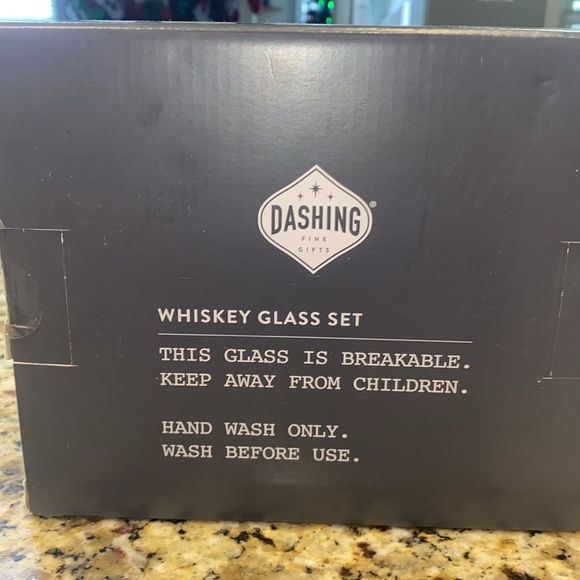 DASHING®
FINE
GIFTS
WHISKEY GLASS SET
THIS GLASS IS BREAKABLE.
KEEP AWAY FROM CHILDREN.
HAND WASH ONLY.
WASH BEFORE USE.